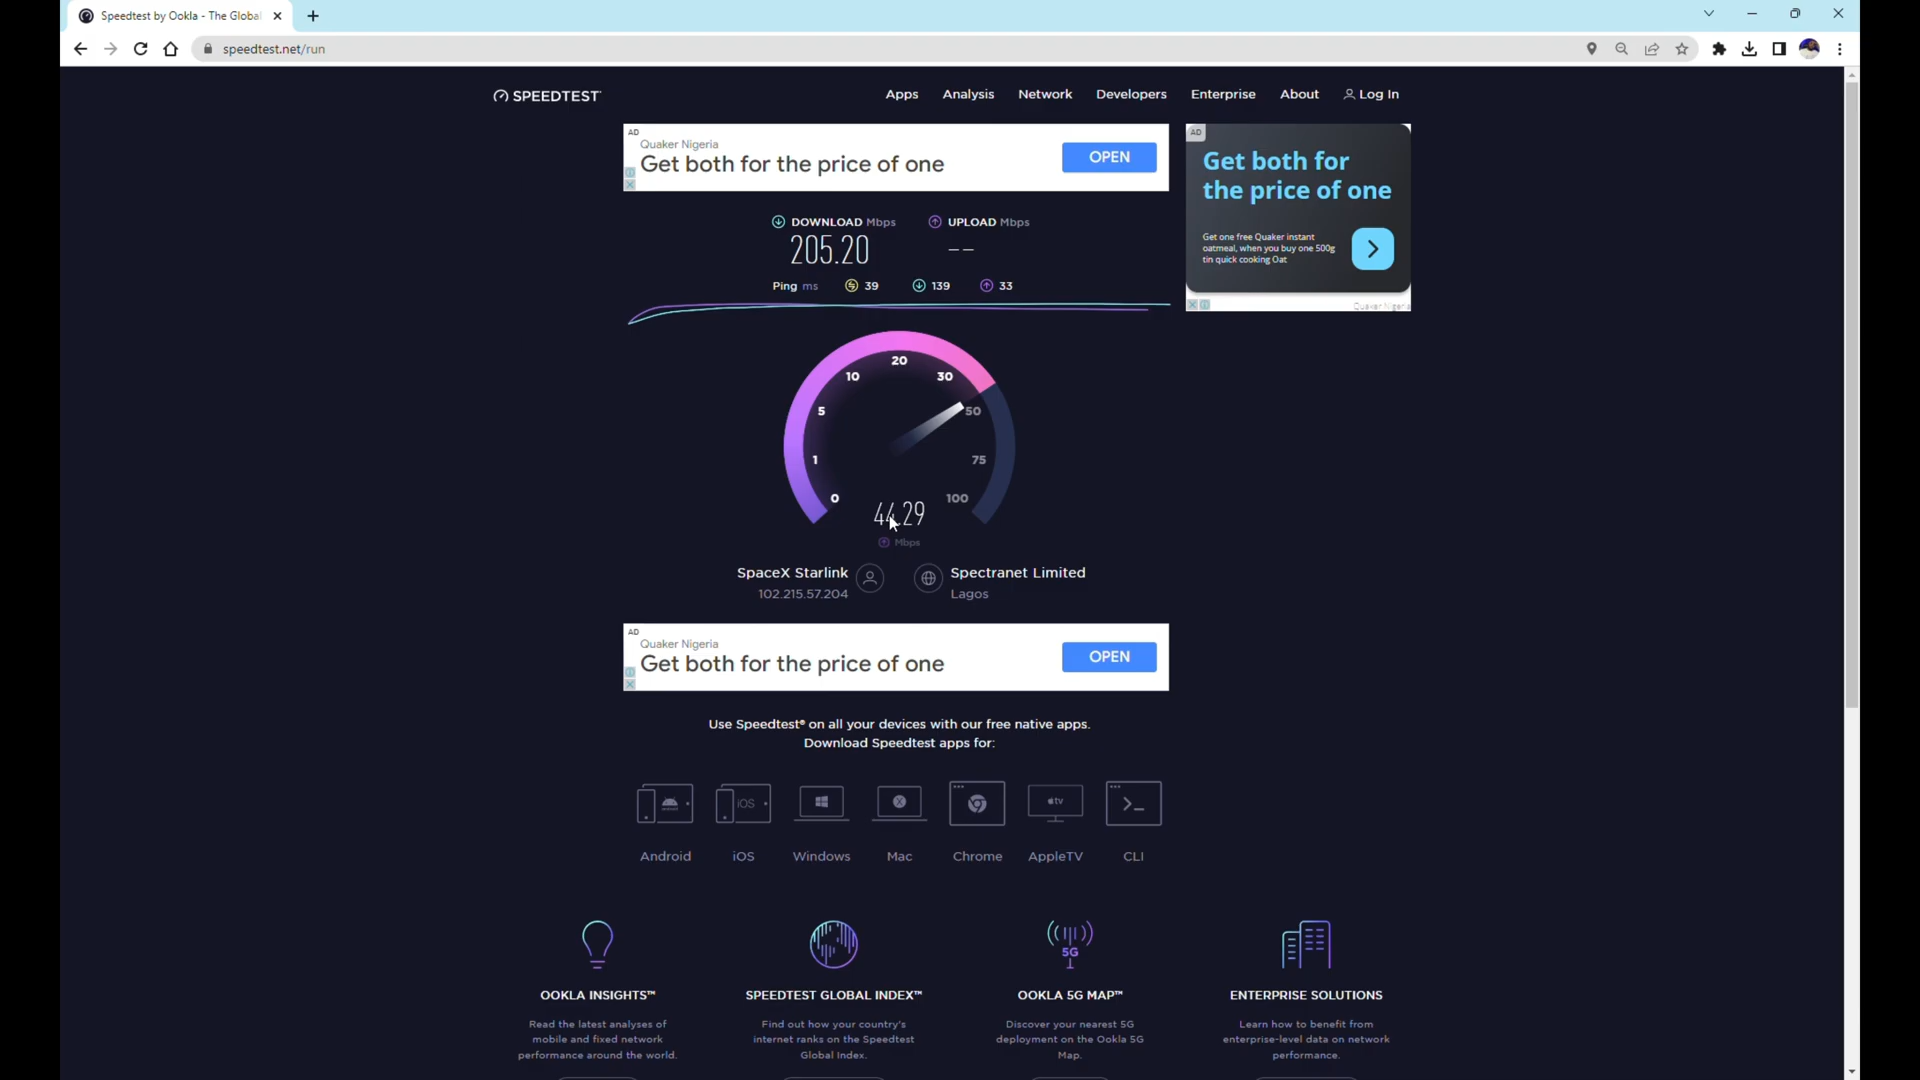 Speedtest by Ookla - The Global
speedtest.net/run
SPEEDTEST
Apps Analysis Network Developers Enterprise About Log In
AD
Quaker Nigeria
Get both for the price of one
OPEN
AD
Get both for
the price of one
Get one free Quaker instant
oatmeal, when you buy one 500g
tin quick cooking Oat
Quaker Nigeria
DOWNLOAD Mbps UPLOAD Mbps
205.20 --
Ping ms 39 139 33
0
1
5
10
20
30
50
75
100
44.29
Mbps
SpaceX Starlink
102.215.57.204
Spectranet Limited
Lagos
AD
Quaker Nigeria
Get both for the price of one
OPEN
Use Speedtest® on all your devices with our free native apps.
Download Speedtest apps for:
iOS
tv
Android iOS Windows Mac Chrome AppleTV CLI
5G
OOKLA INSIGHTS™
Read the latest analyses of
mobile and fixed network
performance around the world.
SPEEDTEST GLOBAL INDEX™
Find out how your country's
internet ranks on the Speedtest
Global Index.
OOKLA 5G MAP™
Discover your nearest 5G
deployment on the Ookla 5G
Map.
ENTERPRISE SOLUTIONS
Learn how to benefit from
enterprise-level data on network
performance.